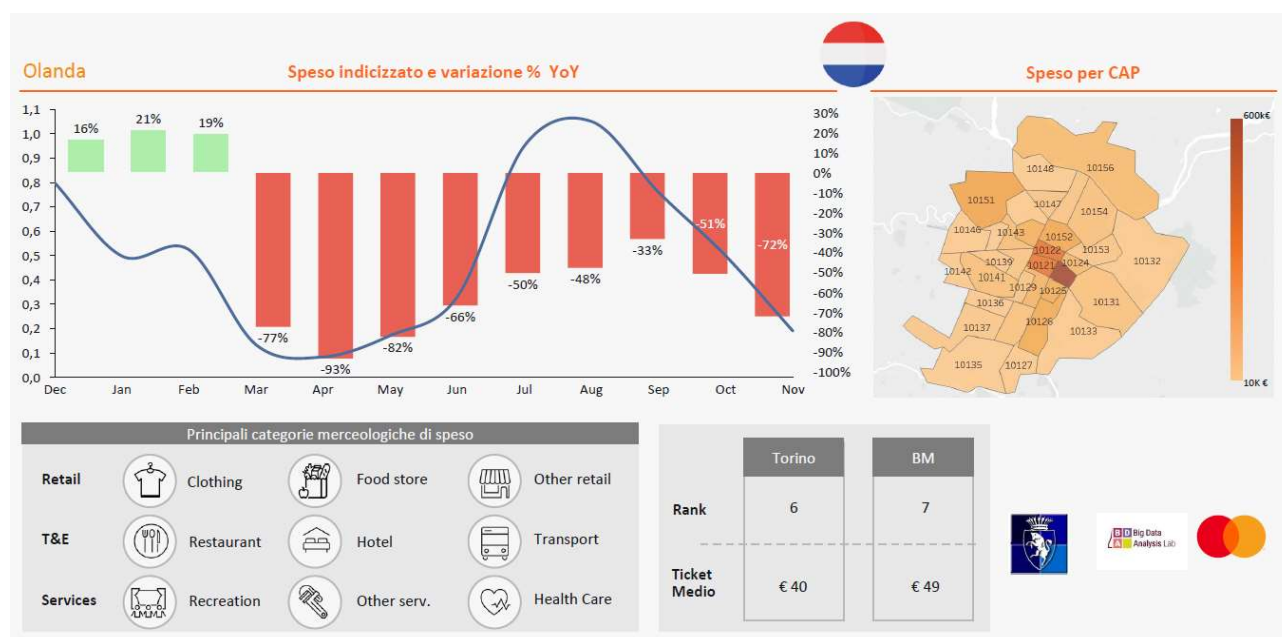 Olanda
Speso indicizzato e variazione % YoY
Speso per CAP
1,1
1,0
0,9
0,8
0,7
0,6
0,5
0,4
0,3
0,2
0,1
0,0
16%
21%
19%
-77%
-93%
-82%
-66%
-50%
-48%
-33%
-51%
-72%
30%
20%
10%
0%
-10%
-20%
-30%
-40%
-50%
-60%
-70%
-80%
-90%
-100%
Dec Jan Feb Mar Apr May Jun Jul Aug Sep Oct Nov
600k€
10148 10156
10151 10147 10154
10146 10143 10152
10122 10153
10139 10121 10124 10132
10142 10141
10129 10125
10136 10131
10137 10126 10133
10135 10127
10K €
Principali categorie merceologiche di speso
Retail Clothing Food store Other retail
T&E Restaurant Hotel Transport
Services Recreation Other serv. Health Care
Torino BM
Rank 6 7
Ticket
Medio € 40 € 49
BD Big Data
A Analysis Lab